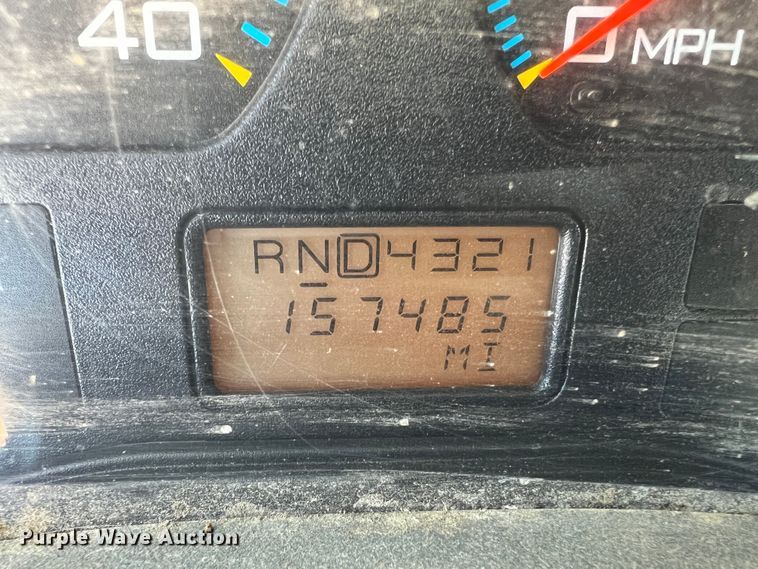 40
0 MPH
RND4321
157485
MI
Purple Wave Auction